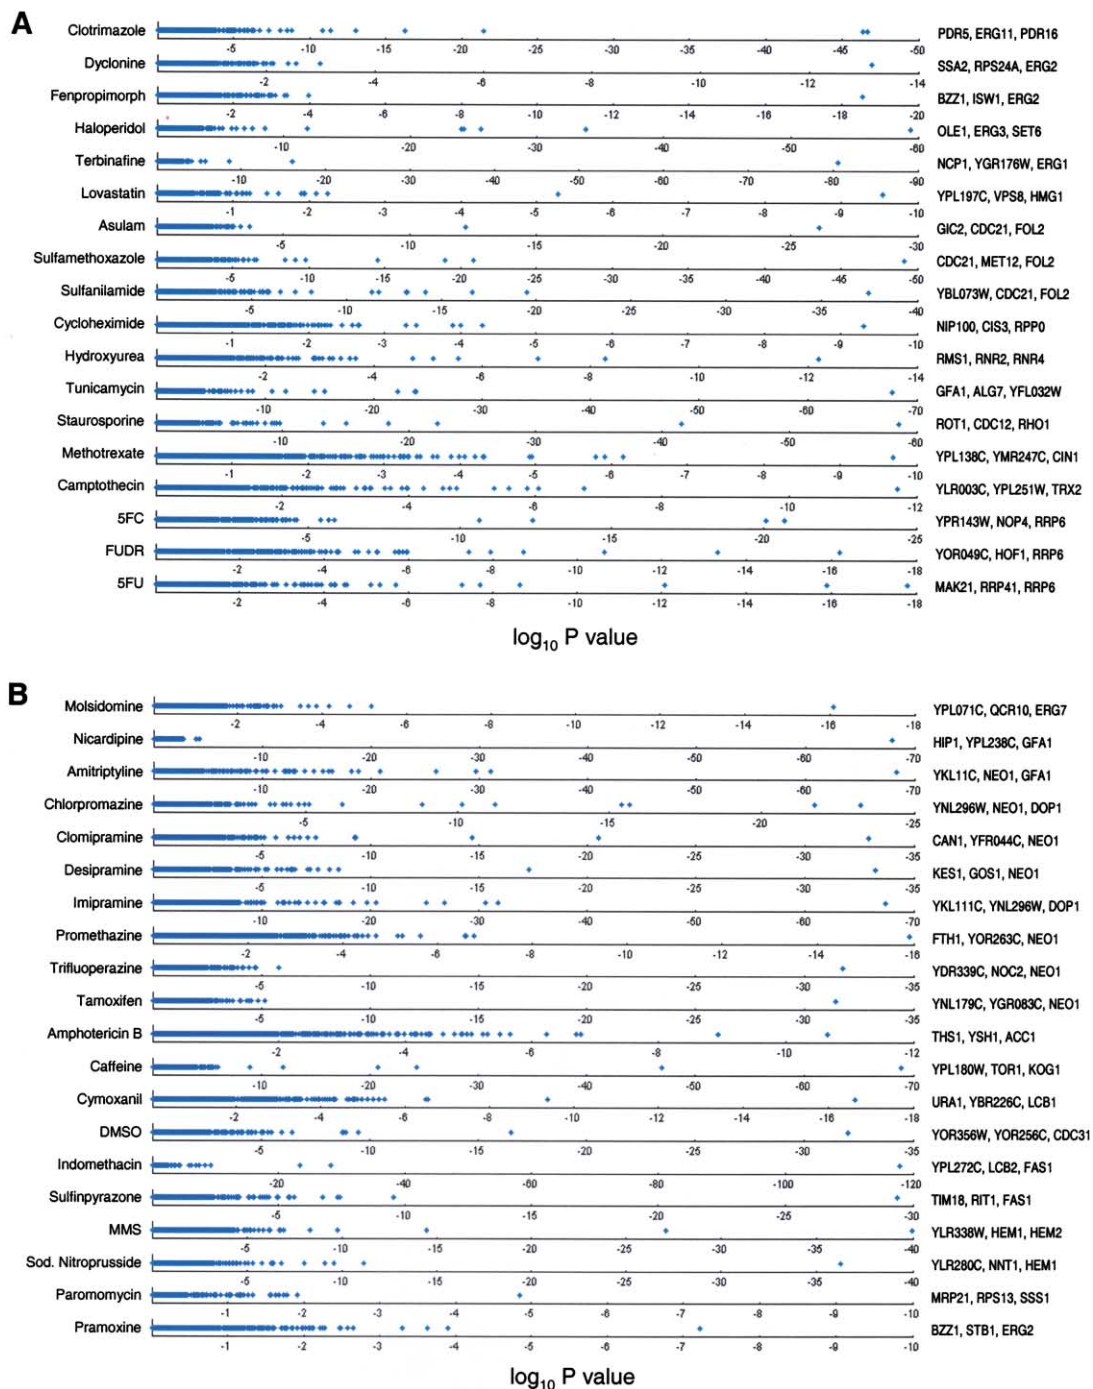 A
Clotrimazole PDR5, ERG11, PDR16
-5 -10 -15 -20 -25 -30 -35 -40 -45 -50
Dyclonine SSA2, RPS24A, ERG2
-2 -4 -6 -8 -10 -12 -14
Fenpropimorph BZZ1, ISW1, ERG2
-2 -4 -6 -8 -10 -12 -14 -16 -18 -20
Haloperidol OLE1, ERG3, SET6
-10 -20 -30 -40 -50 -60
Terbinafine NCP1, YGR176W, ERG1
-10 -20 -30 -40 -50 -60 -70 -80 -90
Lovastatin YPL197C, VPS8, HMG1
-1 -2 -3 -4 -5 -6 -7 -8 -9 -10
Asulam GIC2, CDC21, FOL2
-5 -10 -15 -20 -25 -30
Sulfamethoxazole CDC21, MET12, FOL2
-5 -10 -15 -20 -25 -30 -35 -40 -45 -50
Sulfanilamide YBL073W, CDC21, FOL2
-5 -10 -15 -20 -25 -30 -35 -40
Cycloheximide NIP100, CIS3, RPP0
-1 -2 -3 -4 -5 -6 -7 -8 -9 -10
Hydroxyurea RMS1, RNR2, RNR4
-2 -4 -6 -8 -10 -12 -14
Tunicamycin GFA1, ALG7, YFL032W
-10 -20 -30 -40 -50 -60 -70
Staurosporine ROT1, CDC12, RHO1
-10 -20 -30 -40 -50 -60
Methotrexate YPL138C, YMR247C, CIN1
-1 -2 -3 -4 -5 -6 -7 -8 -9 -10
Camptothecin YLR003C, YPL251W, TRX2
-2 -4 -6 -8 -10 -12
5FC YPR143W, NOP4, RRP6
-5 -10 -15 -20 -25
FUDR YOR049C, HOF1, RRP6
-2 -4 -6 -8 -10 -12 -14 -16 -18
5FU MAK21, RRP41, RRP6
-2 -4 -6 -8 -10 -12 -14 -16 -18
log10 P value
B
Molsidomine YPL071C, QCR10, ERG7
-2 -4 -6 -8 -10 -12 -14 -16 -18
Nicardipine HIP1, YPL238C, GFA1
-10 -20 -30 -40 -50 -60 -70
Amitriptyline YKL11C, NEO1, GFA1
-10 -20 -30 -40 -50 -60 -70
Chlorpromazine YNL296W, NEO1, DOP1
-5 -10 -15 -20 -25
Clomipramine CAN1, YFR044C, NEO1
-5 -10 -15 -20 -25 -30 -35
Desipramine KES1, GOS1, NEO1
-5 -10 -15 -20 -25 -30 -35
Imipramine YKL111C, YNL296W, DOP1
-10 -20 -30 -40 -50 -60 -70
Promethazine FTH1, YOR263C, NEO1
-2 -4 -6 -8 -10 -12 -14 -16
Trifluoperazine YDR339C, NOC2, NEO1
-5 -10 -15 -20 -25 -30 -35
Tamoxifen YNL179C, YGR083C, NEO1
-5 -10 -15 -20 -25 -30 -35
Amphotericin B THS1, YSH1, ACC1
-2 -4 -6 -8 -10 -12
Caffeine YPL180W, TOR1, KOG1
-10 -20 -30 -40 -50 -60 -70
Cymoxanil URA1, YBR226C, LCB1
-2 -4 -6 -8 -10 -12 -14 -16 -18
DMSO YOR356W, YOR256C, CDC31
-5 -10 -15 -20 -25 -30 -35
Indomethacin YPL272C, LCB2, FAS1
-20 -40 -60 -80 -100 -120
Sulfinpyrazone TIM18, RIT1, FAS1
-5 -10 -15 -20 -25 -30
MMS YLR338W, HEM1, HEM2
-5 -10 -15 -20 -25 -30 -35 -40
Sod. Nitroprusside YLR280C, NNT1, HEM1
-5 -10 -15 -20 -25 -30 -35 -40
Paromomycin MRP21, RPS13, SSS1
-1 -2 -3 -4 -5 -6 -7 -8 -9 -10
Pramoxine BZZ1, STB1, ERG2
-1 -2 -3 -4 -5 -6 -7 -8 -9 -10
log10 P value